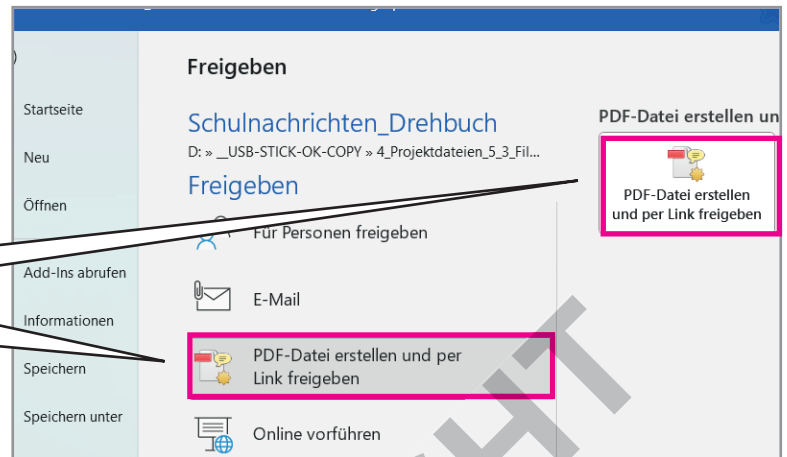 Freigeben
Startseite
Neu
Öffnen
Add-Ins abrufen
Informationen
Speichern
Speichern unter
Schulnachrichten_Drehbuch
D: » __USB-STICK-OK-COPY » 4_Projektdateien_5_3_Fil...
Freigeben
Für Personen freigeben
E-Mail
PDF-Datei erstellen und per
Link freigeben
Online vorführen
PDF-Datei erstellen un
PDF-Datei erstellen
und per Link freigeben
HT